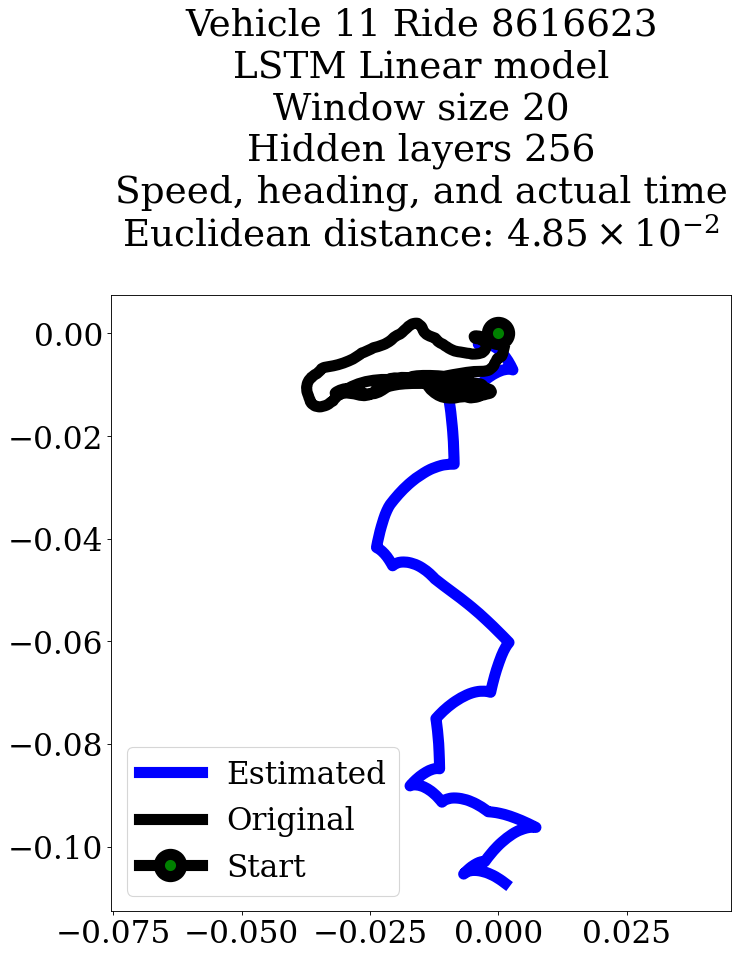 Vehicle 11 Ride 8616623
LSTM Linear model
Window size 20
Hidden layers 256
Speed, heading, and actual time
Euclidean distance: 4.85 × 10⁻²
0.00
−0.02
−0.04
−0.06
−0.08
−0.10
Estimated
Original
Start
−0.075 −0.050 −0.025 0.000 0.025